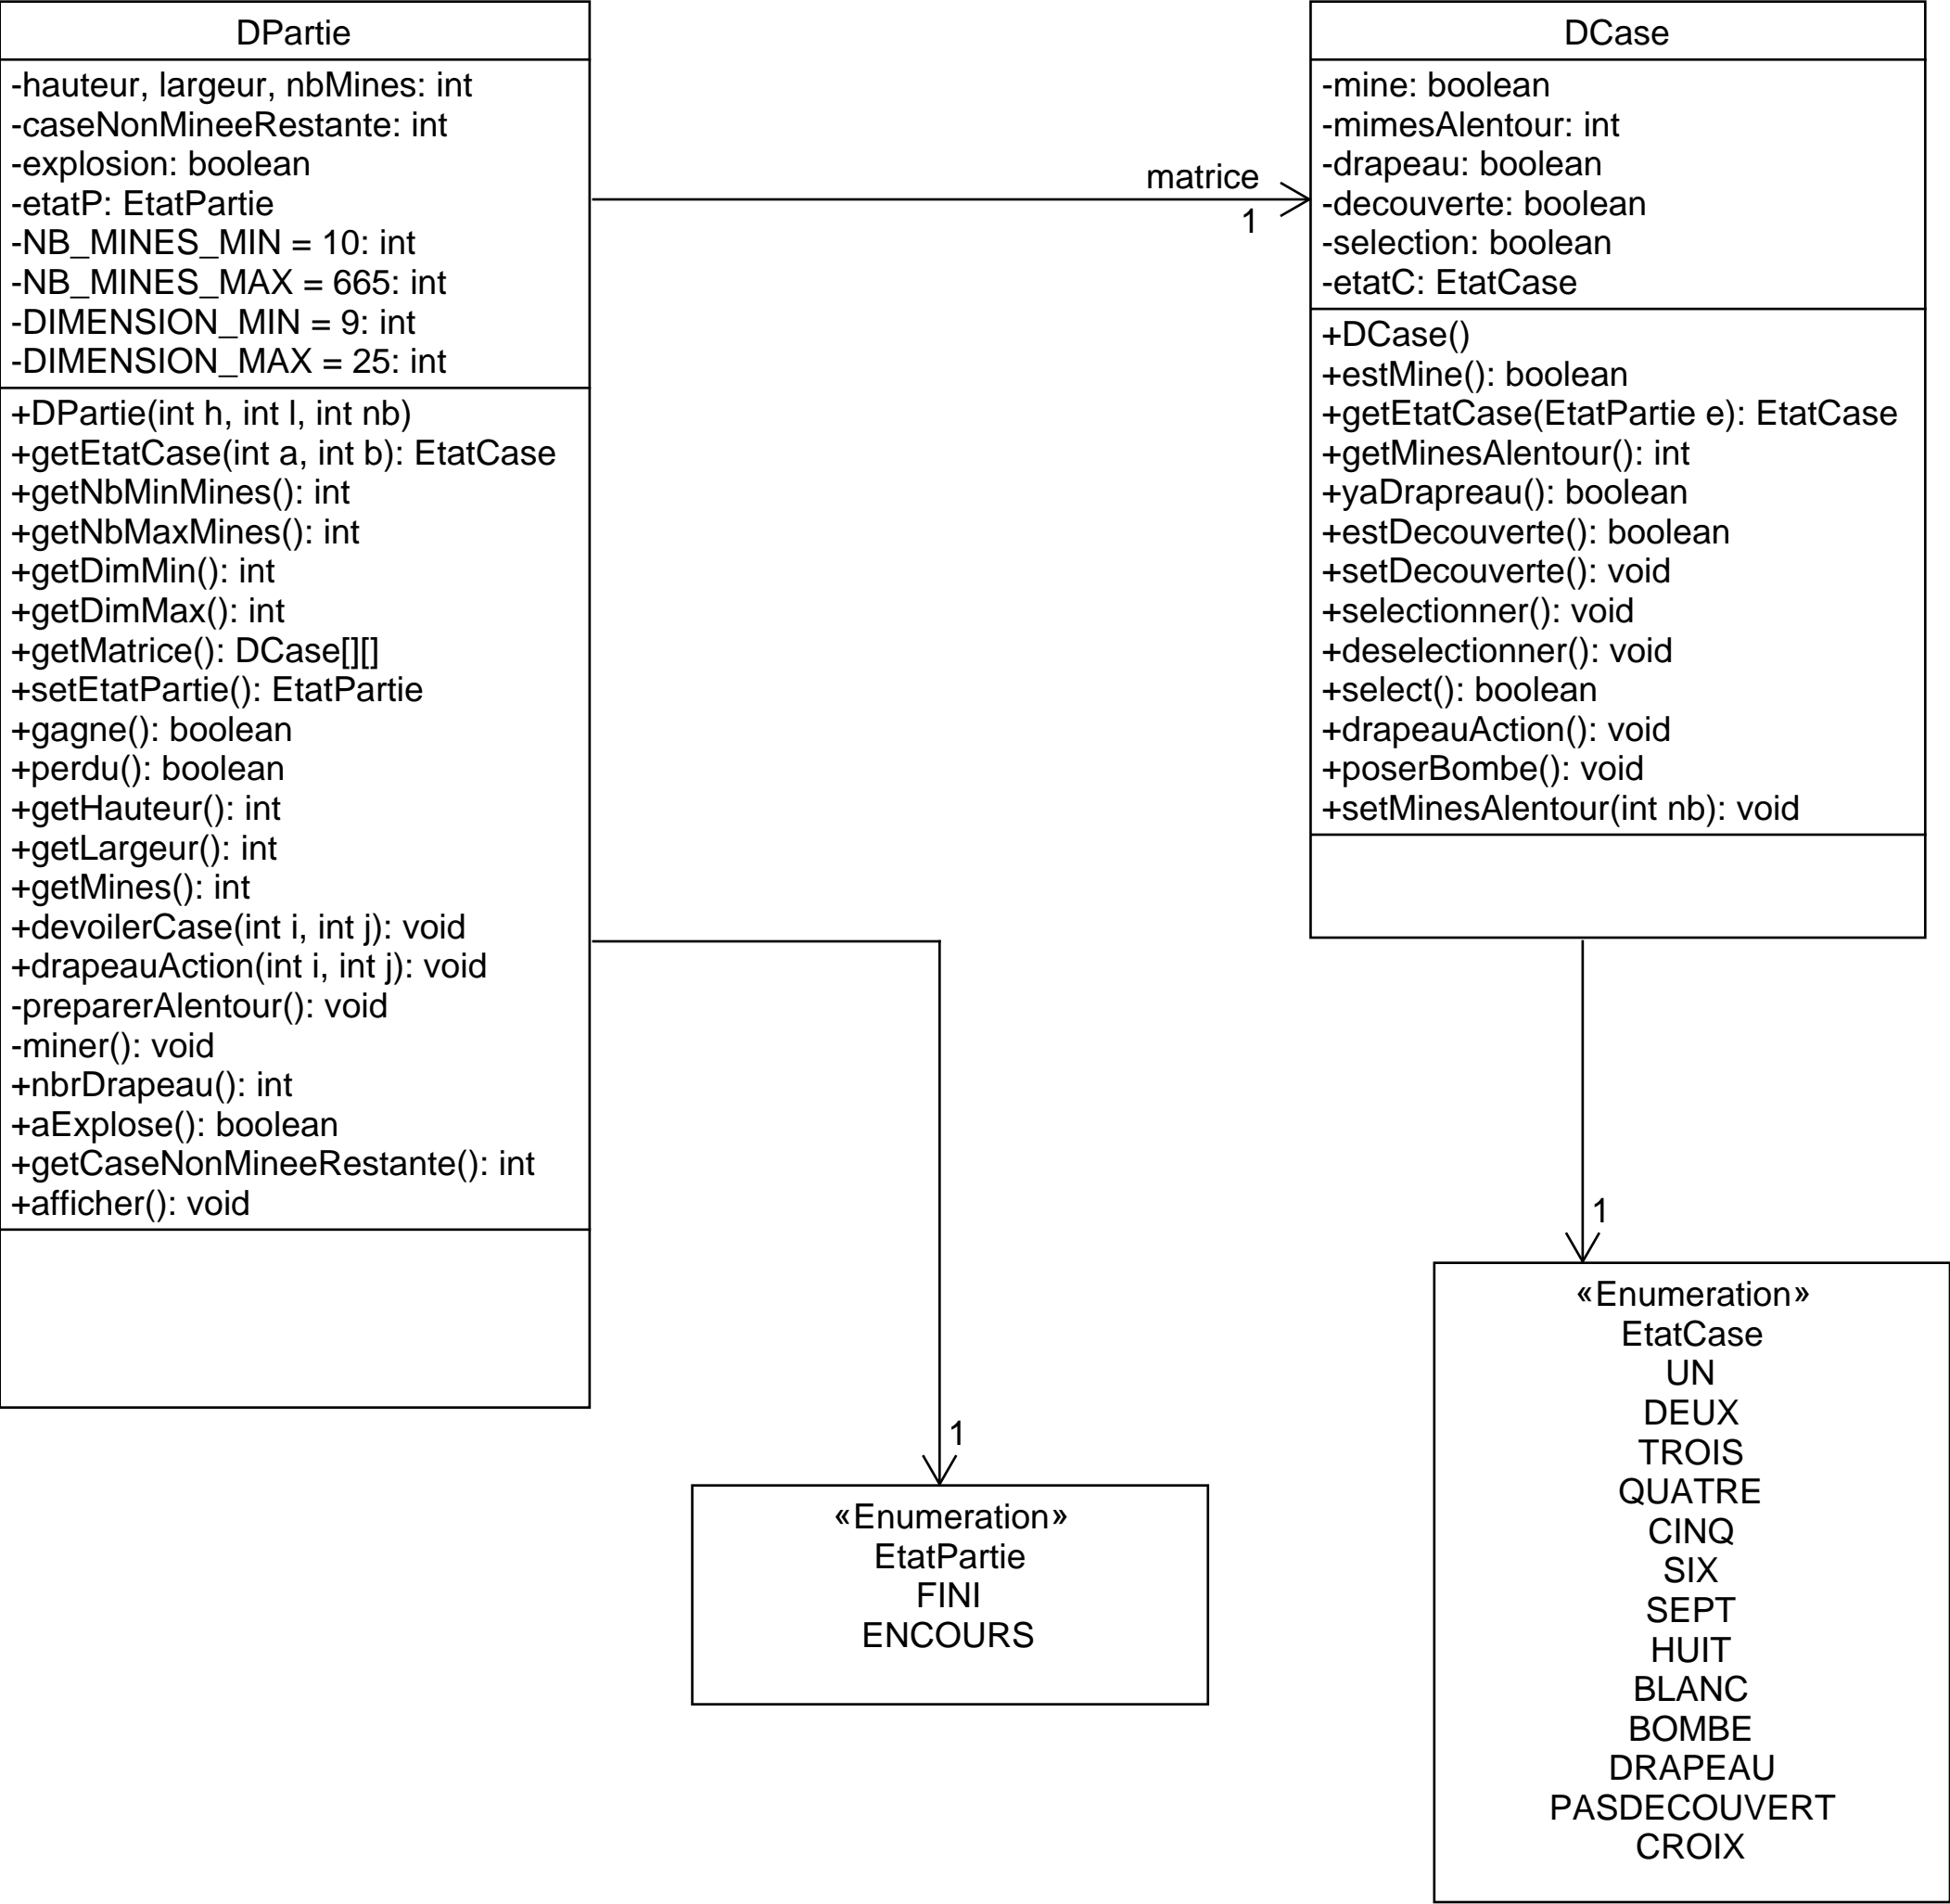 DPartie
-hauteur, largeur, nbMines: int
-caseNonMineeRestante: int
-explosion: boolean
-etatP: EtatPartie
-NB_MINES_MIN = 10: int
-NB_MINES_MAX = 665: int
-DIMENSION_MIN = 9: int
-DIMENSION_MAX = 25: int
+DPartie(int h, int l, int nb)
+getEtatCase(int a, int b): EtatCase
+getNbMinMines(): int
+getNbMaxMines(): int
+getDimMin(): int
+getDimMax(): int
+getMatrice(): DCase[][]
+setEtatPartie(): EtatPartie
+gagne(): boolean
+perdu(): boolean
+getHauteur(): int
+getLargeur(): int
+getMines(): int
+devoilerCase(int i, int j): void
+drapeauAction(int i, int j): void
-preparerAlentour(): void
-miner(): void
+nbrDrapeau(): int
+aExplose(): boolean
+getCaseNonMineeRestante(): int
+afficher(): void
matrice
1
DCase
-mine: boolean
-mimesAlentour: int
-drapeau: boolean
-decouverte: boolean
-selection: boolean
-etatC: EtatCase
+DCase()
+estMine(): boolean
+getEtatCase(EtatPartie e): EtatCase
+getMinesAlentour(): int
+yaDrapreau(): boolean
+estDecouverte(): boolean
+setDecouverte(): void
+selectionner(): void
+deselectionner(): void
+select(): boolean
+drapeauAction(): void
+poserBombe(): void
+setMinesAlentour(int nb): void
1
«Enumeration»
EtatPartie
FINI
ENCOURS
1
«Enumeration»
EtatCase
UN
DEUX
TROIS
QUATRE
CINQ
SIX
SEPT
HUIT
BLANC
BOMBE
DRAPEAU
PASDECOUVERT
CROIX